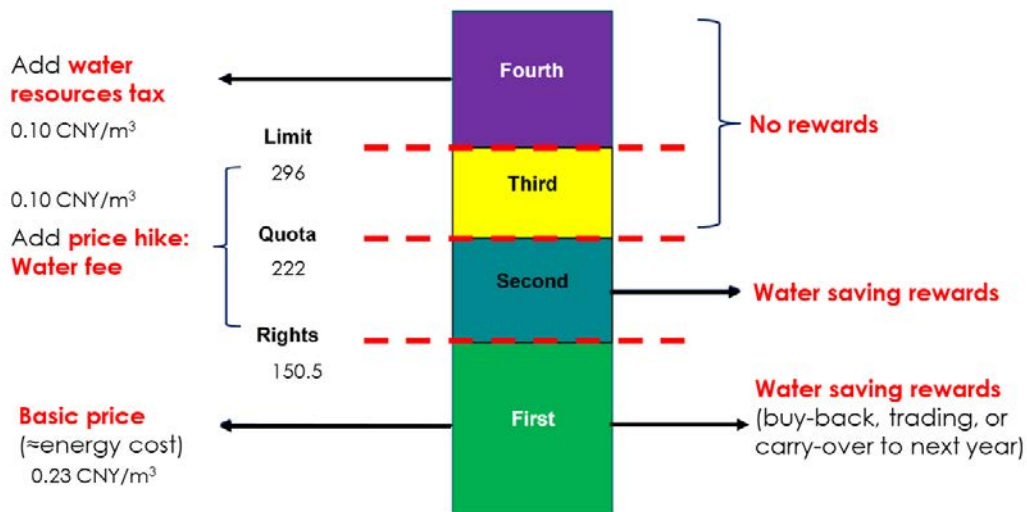 Add water
resources tax
0.10 CNY/m³
0.10 CNY/m³
Add price hike:
Water fee
Basic price
(≈energy cost)
0.23 CNY/m³
Limit
296
Quota
222
Rights
150.5
Fourth
Third
Second
First
No rewards
Water saving rewards
Water saving rewards
(buy-back, trading, or
carry-over to next year)